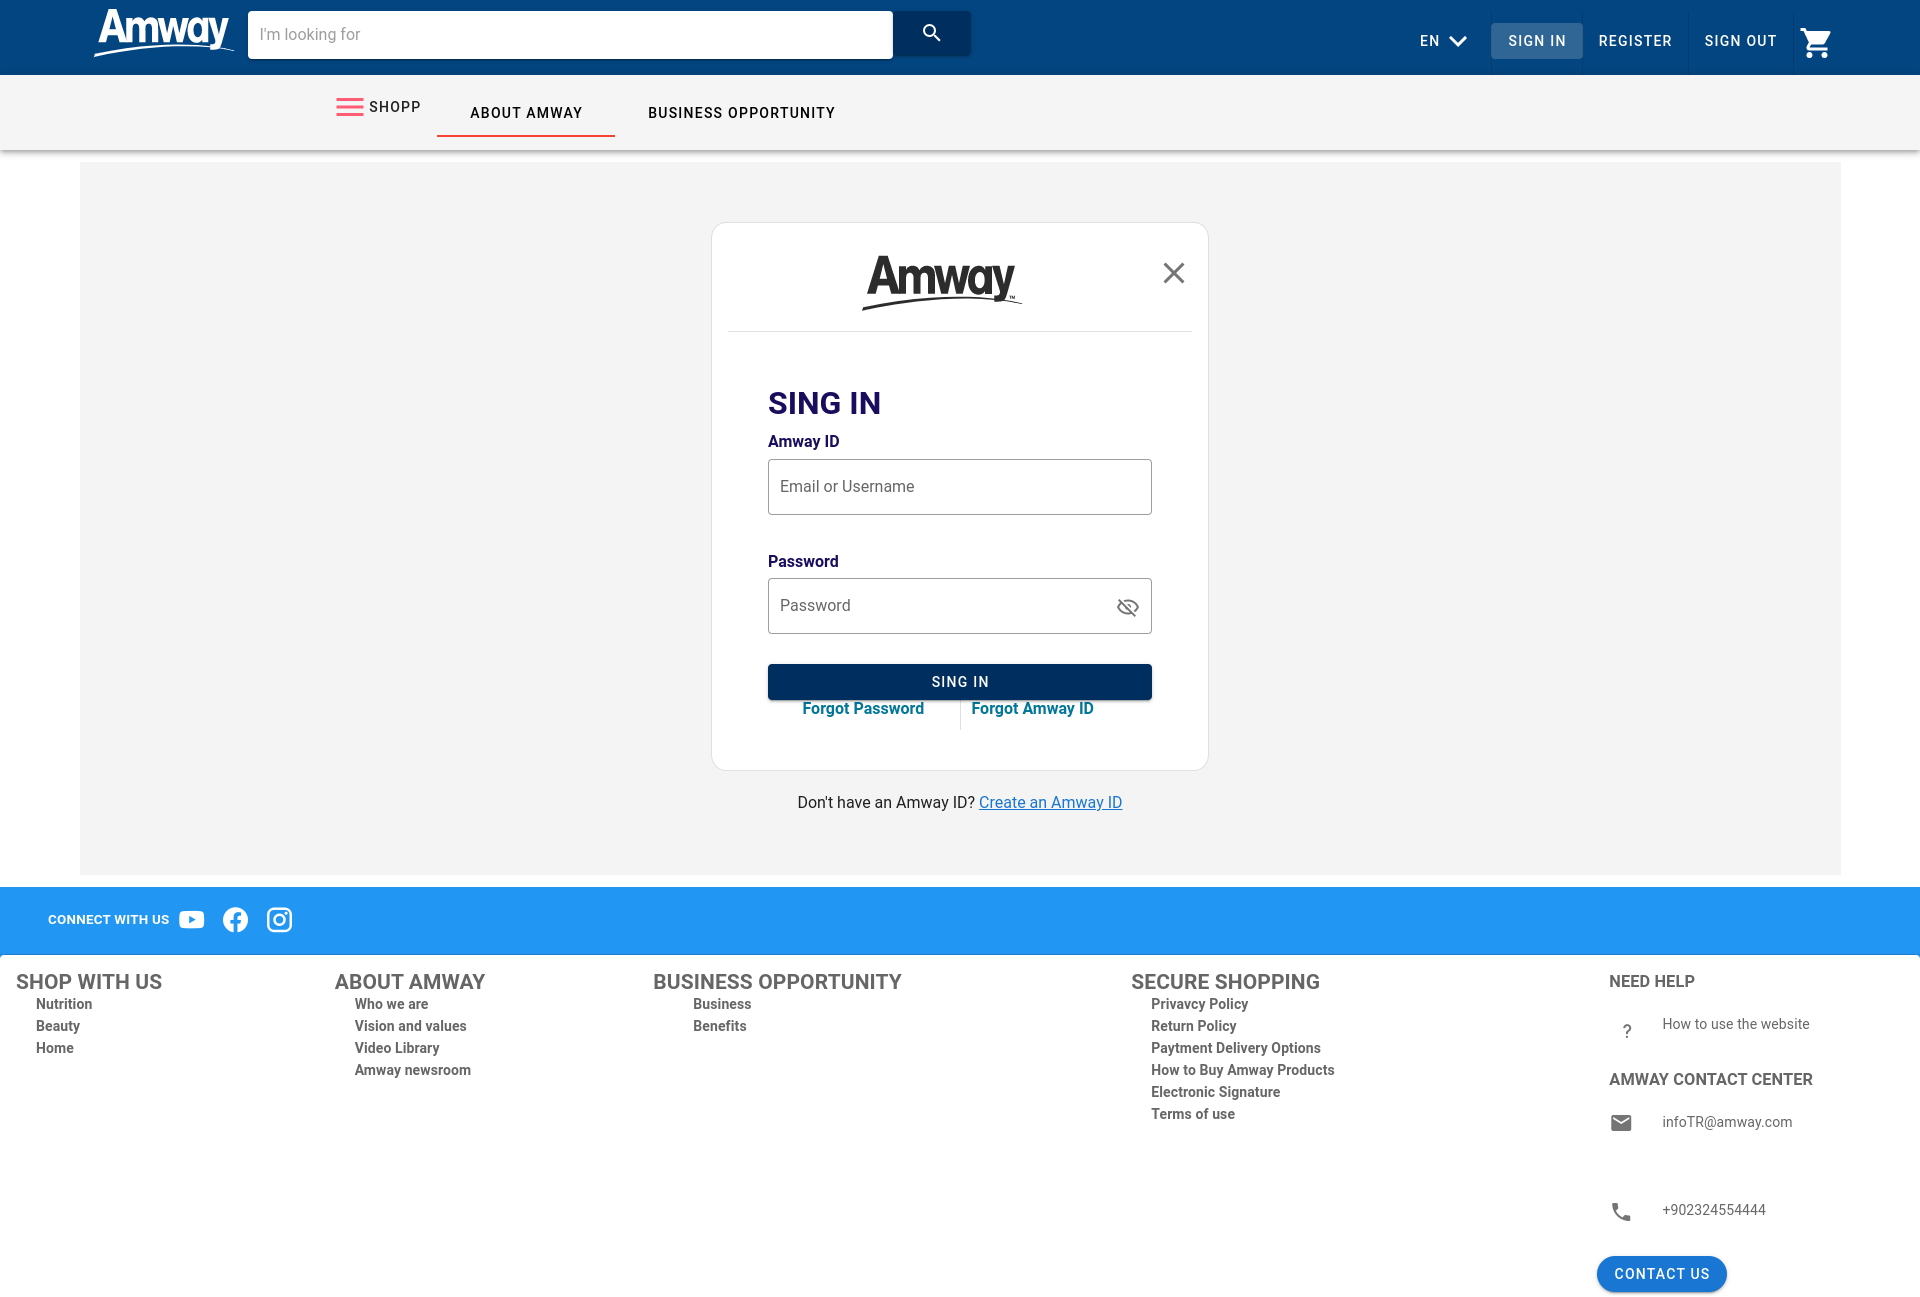 Amway
I'm looking for
EN
SIGN IN
REGISTER
SIGN OUT
SHOPP
ABOUT AMWAY
BUSINESS OPPORTUNITY
Amway™
SING IN
Amway ID
Email or Username
Password
Password
SING IN
Forgot Password
Forgot Amway ID
Don't have an Amway ID? Create an Amway ID
CONNECT WITH US
SHOP WITH US
Nutrition
Beauty
Home
ABOUT AMWAY
Who we are
Vision and values
Video Library
Amway newsroom
BUSINESS OPPORTUNITY
Business
Benefits
SECURE SHOPPING
Privavcy Policy
Return Policy
Paytment Delivery Options
How to Buy Amway Products
Electronic Signature
Terms of use
NEED HELP
? How to use the website
AMWAY CONTACT CENTER
infoTR@amway.com
+902324554444
CONTACT US